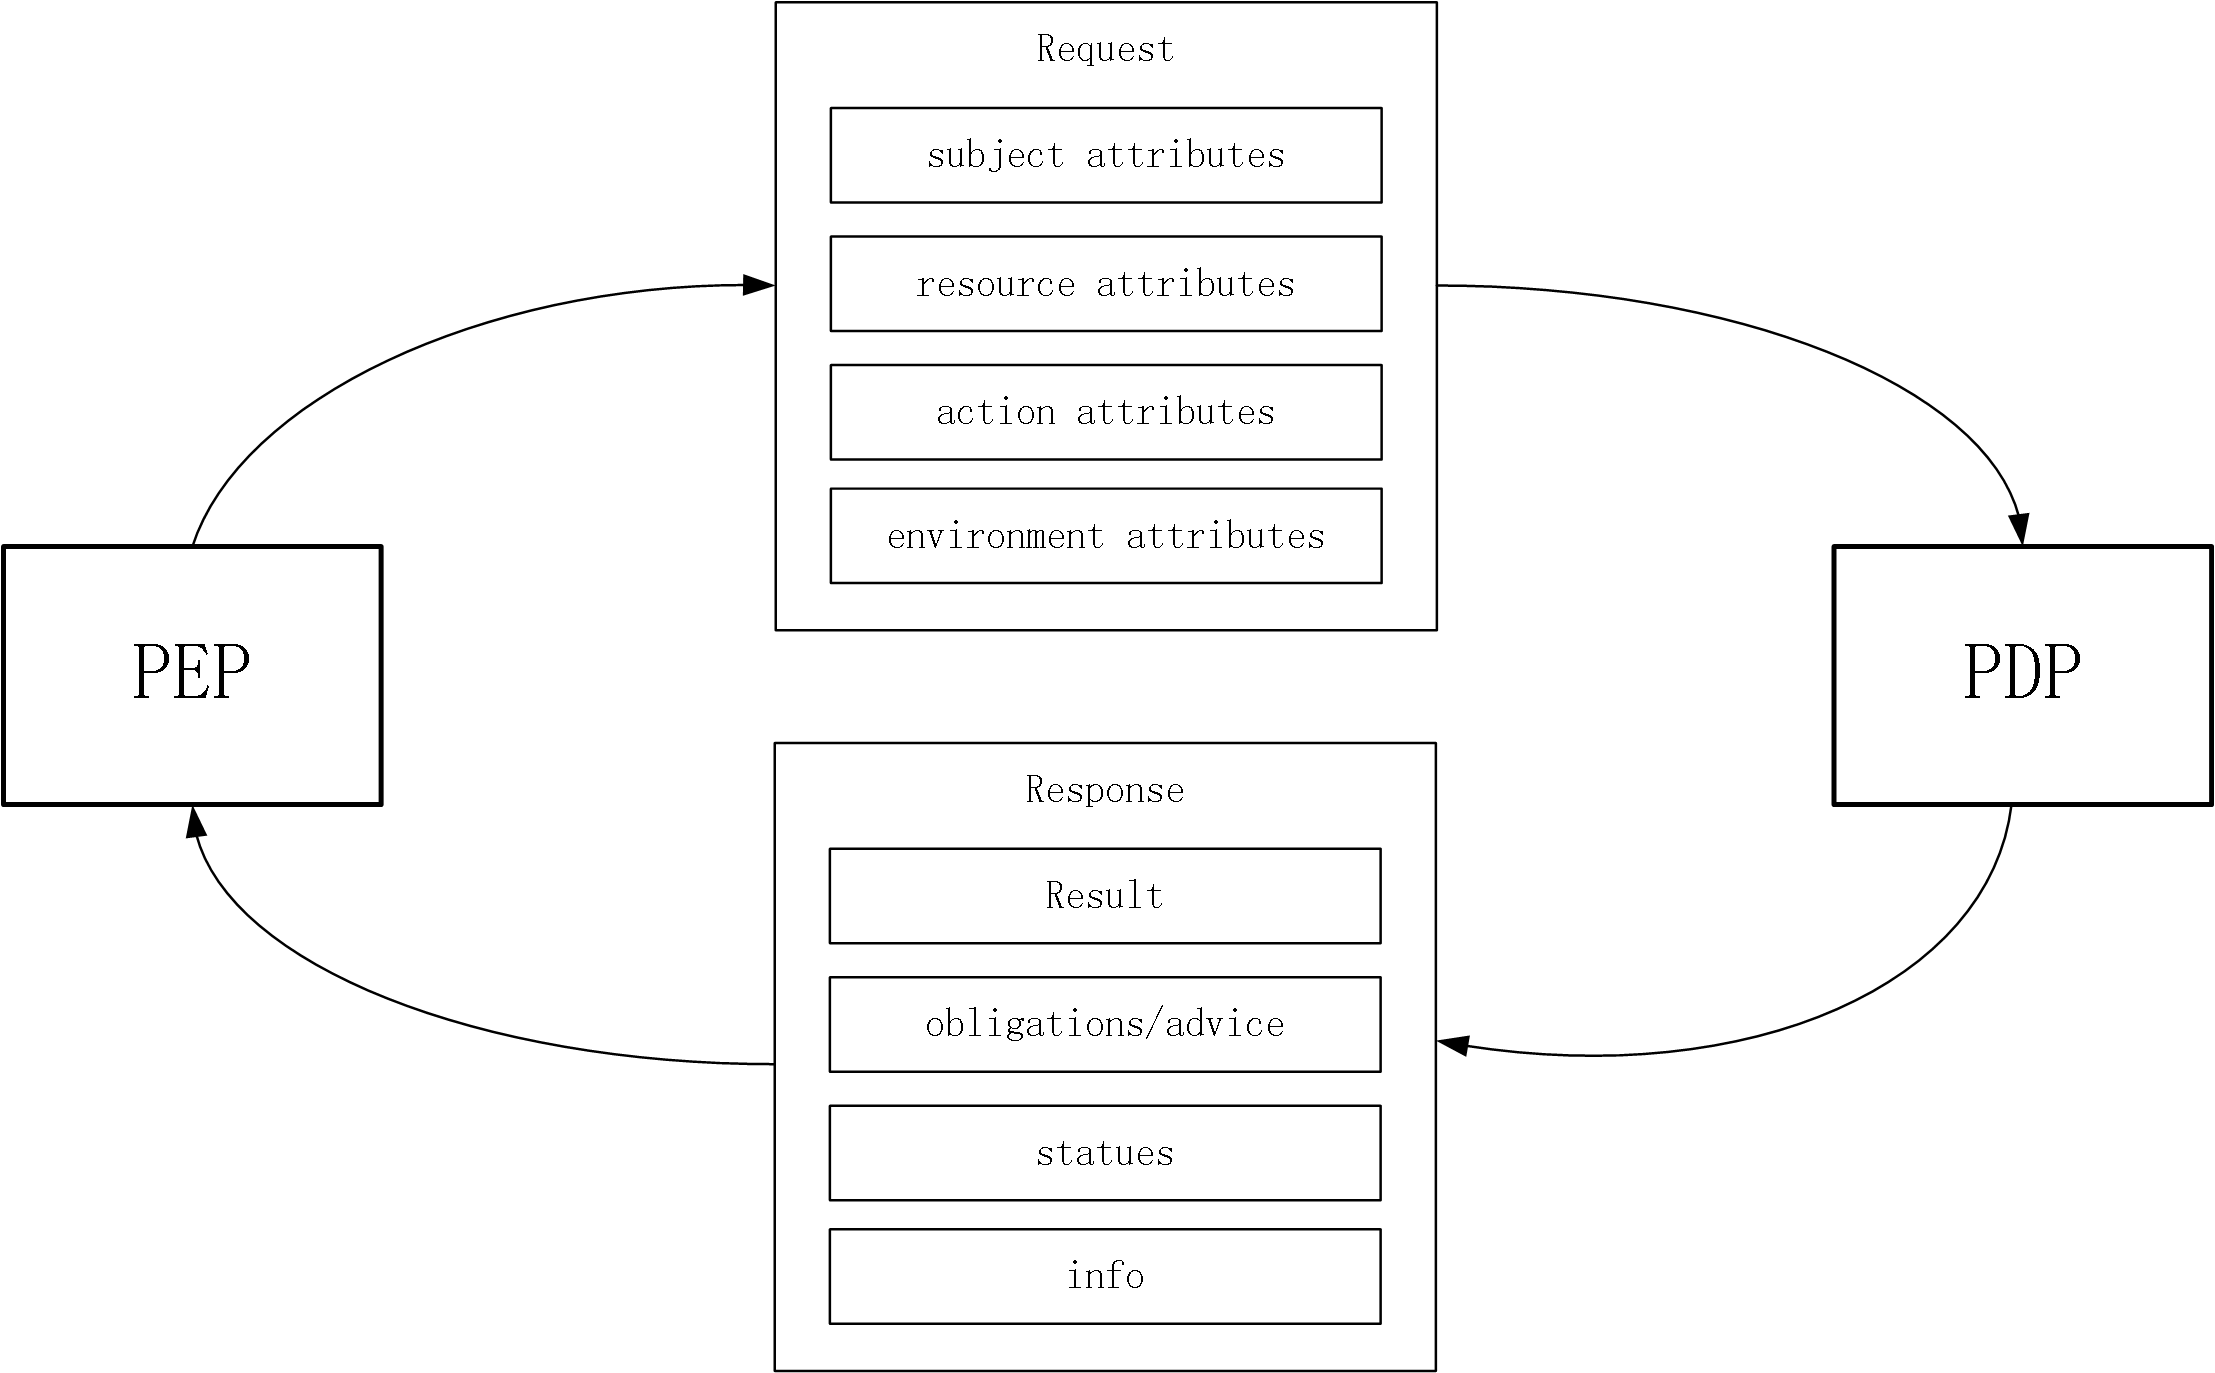 Request
subject attributes
resource attributes
action attributes
environment attributes
PEP
PDP
Response
Result
obligations/advice
statues
info